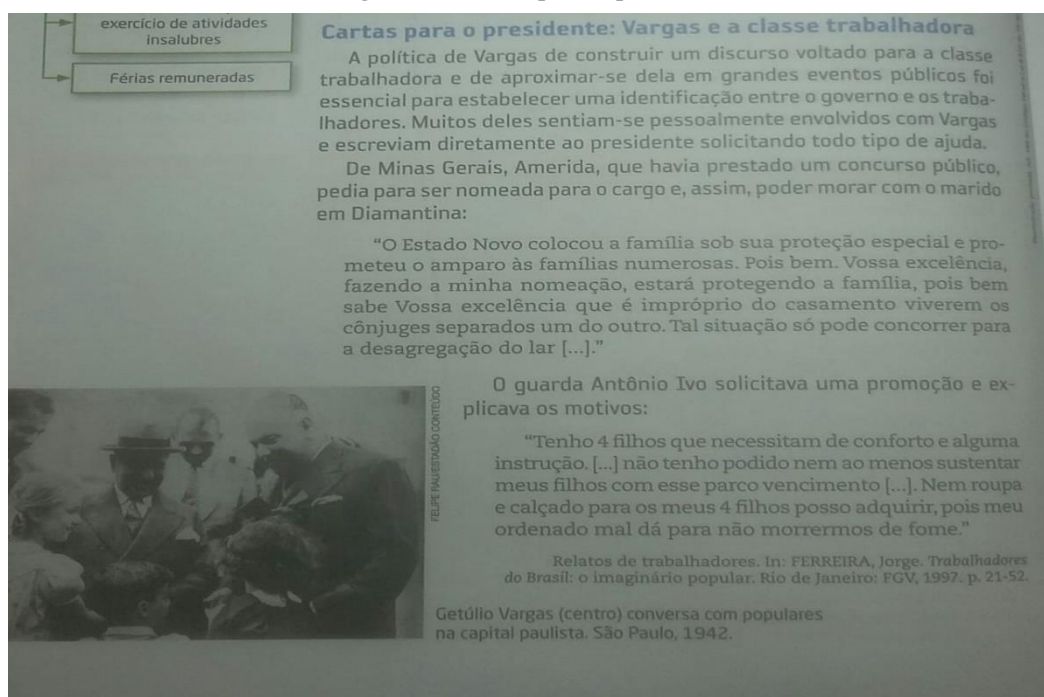 exercício de atividades
insalubres
Férias remuneradas
Cartas para o presidente: Vargas e a classe trabalhadora
A política de Vargas de construir um discurso voltado para a classe
trabalhadora e de aproximar-se dela em grandes eventos públicos foi
essencial para estabelecer uma identificação entre o governo e os traba-
lhadores. Muitos deles sentiam-se pessoalmente envolvidos com Vargas
e escreviam diretamente ao presidente solicitando todo tipo de ajuda.
De Minas Gerais, Amerida, que havia prestado um concurso público,
pedia para ser nomeada para o cargo e, assim, poder morar com o marido
em Diamantina:
"O Estado Novo colocou a família sob sua proteção especial e pro-
meteu o amparo às famílias numerosas. Pois bem. Vossa excelência,
fazendo a minha nomeação, estará protegendo a família, pois bem
sabe Vossa excelência que é impróprio do casamento viverem os
cônjuges separados um do outro. Tal situação só pode concorrer para
a desagregação do lar [...]."
O guarda Antônio Ivo solicitava uma promoção e ex-
plicava os motivos:
"Tenho 4 filhos que necessitam de conforto e alguma
instrução. [...] não tenho podido nem ao menos sustentar
meus filhos com esse parco vencimento [...]. Nem roupa
e calçado para os meus 4 filhos posso adquirir, pois meu
ordenado mal dá para não morrermos de fome."
Relatos de trabalhadores. In: FERREIRA, Jorge. Trabalhadores
do Brasil: o imaginário popular. Rio de Janeiro: FGV, 1997. p. 21-52.
FELIPE RAU/ESTADÃO CONTEÚDO
Getúlio Vargas (centro) conversa com populares
na capital paulista. São Paulo, 1942.